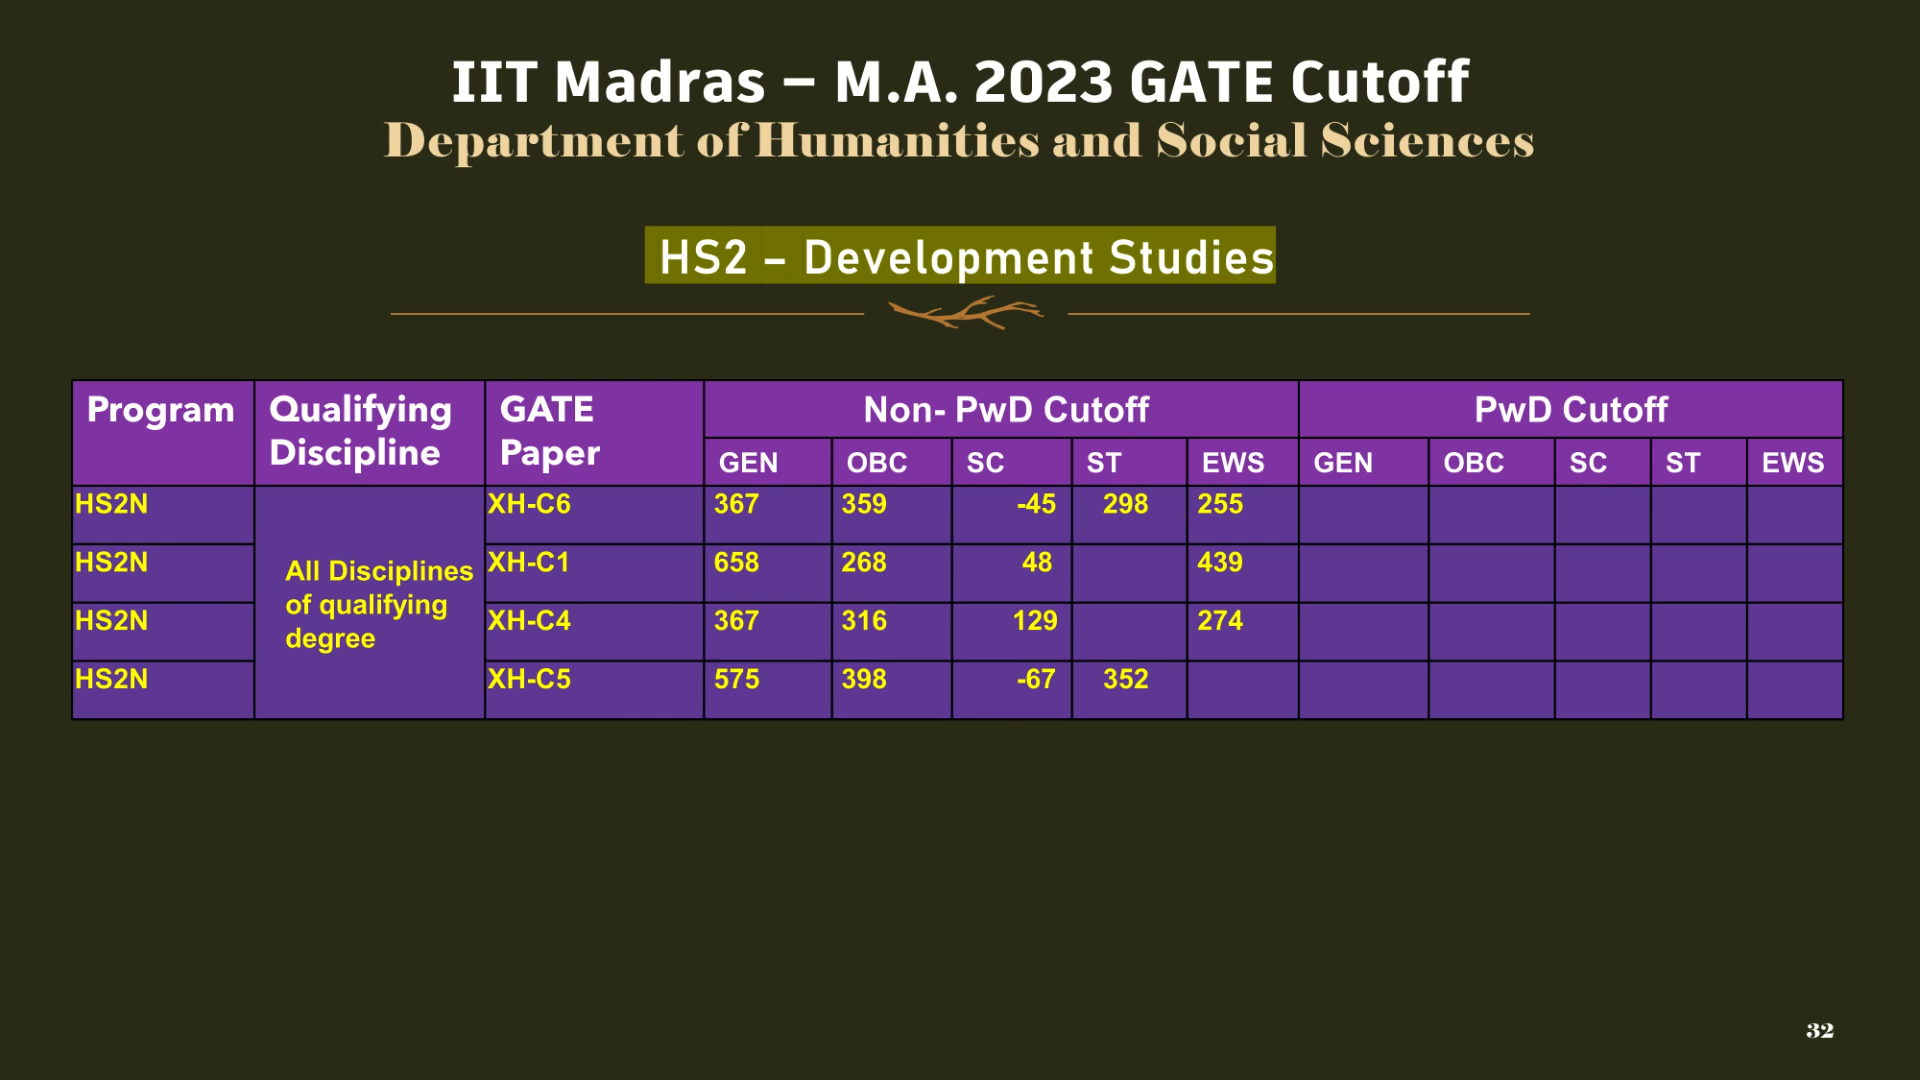 IIT Madras – M.A. 2023 GATE Cutoff
Department of Humanities and Social Sciences
HS2 – Development Studies
Program Qualifying Discipline GATE Paper Non- PwD Cutoff PwD Cutoff
GEN OBC SC ST EWS GEN OBC SC ST EWS
HS2N XH-C6 367 359 -45 298 255
All Disciplines of qualifying degree
HS2N XH-C1 658 268 48 439
HS2N XH-C4 367 316 129 274
HS2N XH-C5 575 398 -67 352
32